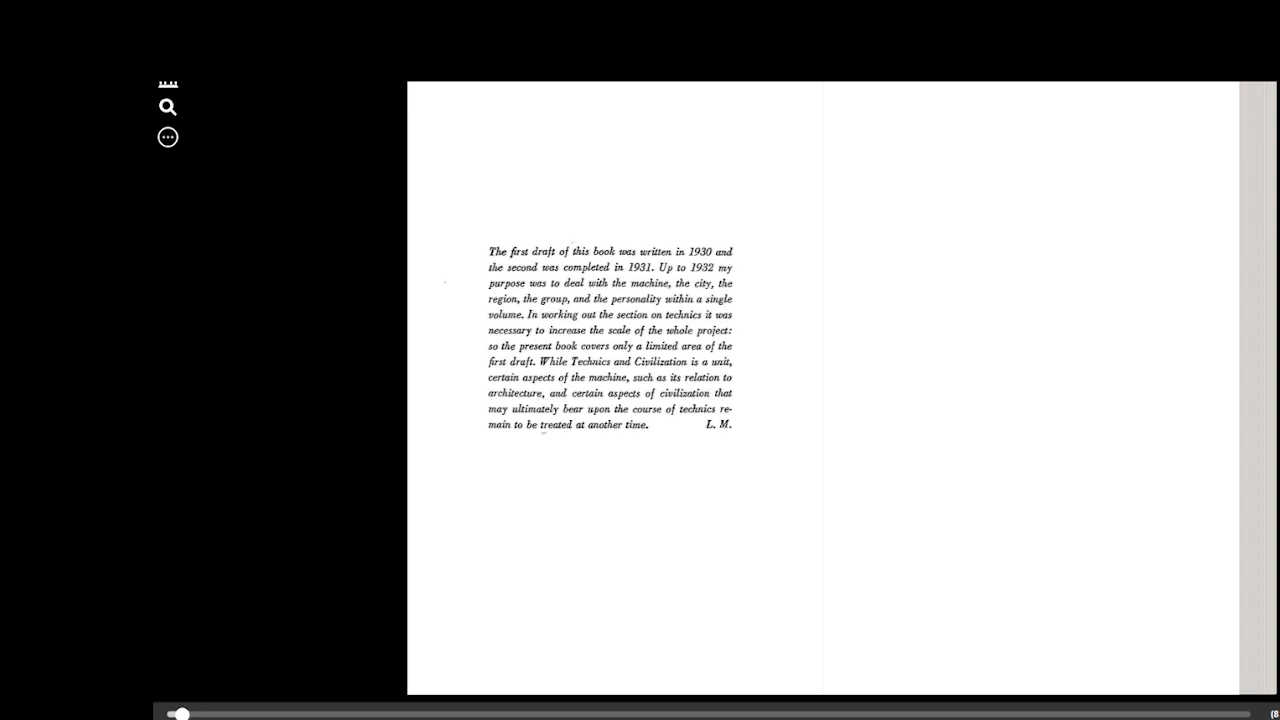 The first draft of this book was written in 1930 and
the second was completed in 1931. Up to 1932 my
purpose was to deal with the machine, the city, the
region, the group, and the personality within a single
volume. In working out the section on technics it was
necessary to increase the scale of the whole project:
so the present book covers only a limited area of the
first draft. While Technics and Civilization is a unit,
certain aspects of the machine, such as its relation to
architecture, and certain aspects of civilization that
may ultimately bear upon the course of technics re-
main to be treated at another time. L. M.